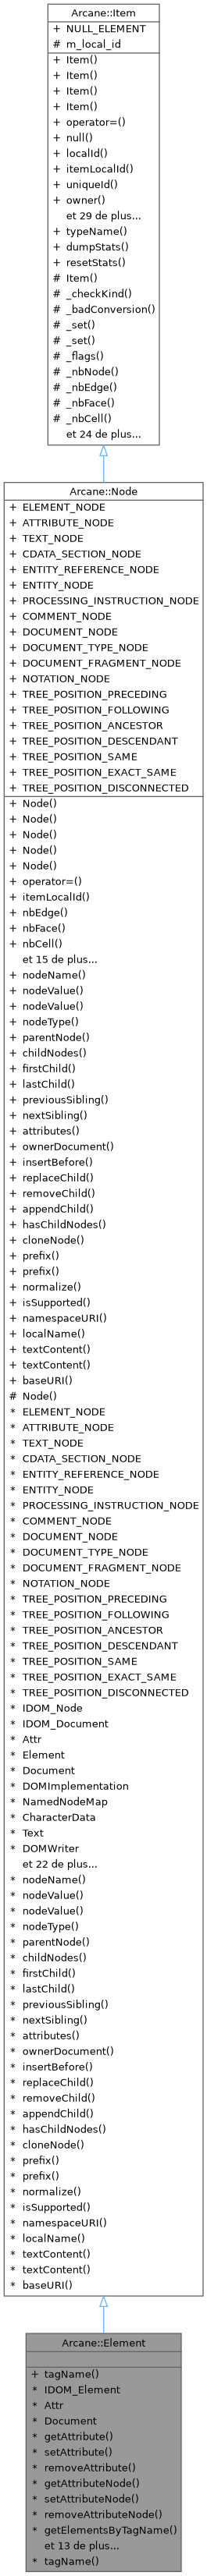 Arcane::Item
+ NULL_ELEMENT
# m_local_id
+ Item()
+ Item()
+ Item()
+ Item()
+ operator=()
+ null()
+ localId()
+ itemLocalId()
+ uniqueId()
+ owner()
et 29 de plus...
+ typeName()
+ dumpStats()
+ resetStats()
# Item()
# _checkKind()
# _badConversion()
# _set()
# _set()
# _flags()
# _nbNode()
# _nbEdge()
# _nbFace()
# _nbCell()
et 24 de plus...
Arcane::Node
+ ELEMENT_NODE
+ ATTRIBUTE_NODE
+ TEXT_NODE
+ CDATA_SECTION_NODE
+ ENTITY_REFERENCE_NODE
+ ENTITY_NODE
+ PROCESSING_INSTRUCTION_NODE
+ COMMENT_NODE
+ DOCUMENT_NODE
+ DOCUMENT_TYPE_NODE
+ DOCUMENT_FRAGMENT_NODE
+ NOTATION_NODE
+ TREE_POSITION_PRECEDING
+ TREE_POSITION_FOLLOWING
+ TREE_POSITION_ANCESTOR
+ TREE_POSITION_DESCENDANT
+ TREE_POSITION_SAME
+ TREE_POSITION_EXACT_SAME
+ TREE_POSITION_DISCONNECTED
+ Node()
+ Node()
+ Node()
+ Node()
+ Node()
+ operator=()
+ itemLocalId()
+ nbEdge()
+ nbFace()
+ nbCell()
et 15 de plus...
+ nodeName()
+ nodeValue()
+ nodeValue()
+ nodeType()
+ parentNode()
+ childNodes()
+ firstChild()
+ lastChild()
+ previousSibling()
+ nextSibling()
+ attributes()
+ ownerDocument()
+ insertBefore()
+ replaceChild()
+ removeChild()
+ appendChild()
+ hasChildNodes()
+ cloneNode()
+ prefix()
+ prefix()
+ normalize()
+ isSupported()
+ namespaceURI()
+ localName()
+ textContent()
+ textContent()
+ baseURI()
# Node()
* ELEMENT_NODE
* ATTRIBUTE_NODE
* TEXT_NODE
* CDATA_SECTION_NODE
* ENTITY_REFERENCE_NODE
* ENTITY_NODE
* PROCESSING_INSTRUCTION_NODE
* COMMENT_NODE
* DOCUMENT_NODE
* DOCUMENT_TYPE_NODE
* DOCUMENT_FRAGMENT_NODE
* NOTATION_NODE
* TREE_POSITION_PRECEDING
* TREE_POSITION_FOLLOWING
* TREE_POSITION_ANCESTOR
* TREE_POSITION_DESCENDANT
* TREE_POSITION_SAME
* TREE_POSITION_EXACT_SAME
* TREE_POSITION_DISCONNECTED
* IDOM_Node
* IDOM_Document
* Attr
* Element
* Document
* DOMImplementation
* NamedNodeMap
* CharacterData
* Text
* DOMWriter
et 22 de plus...
* nodeName()
* nodeValue()
* nodeValue()
* nodeType()
* parentNode()
* childNodes()
* firstChild()
* lastChild()
* previousSibling()
* nextSibling()
* attributes()
* ownerDocument()
* insertBefore()
* replaceChild()
* removeChild()
* appendChild()
* hasChildNodes()
* cloneNode()
* prefix()
* prefix()
* normalize()
* isSupported()
* namespaceURI()
* localName()
* textContent()
* textContent()
* baseURI()
Arcane::Element
+ tagName()
* IDOM_Element
* Attr
* Document
* getAttribute()
* setAttribute()
* removeAttribute()
* getAttributeNode()
* setAttributeNode()
* removeAttributeNode()
* getElementsByTagName()
et 13 de plus...
* tagName()